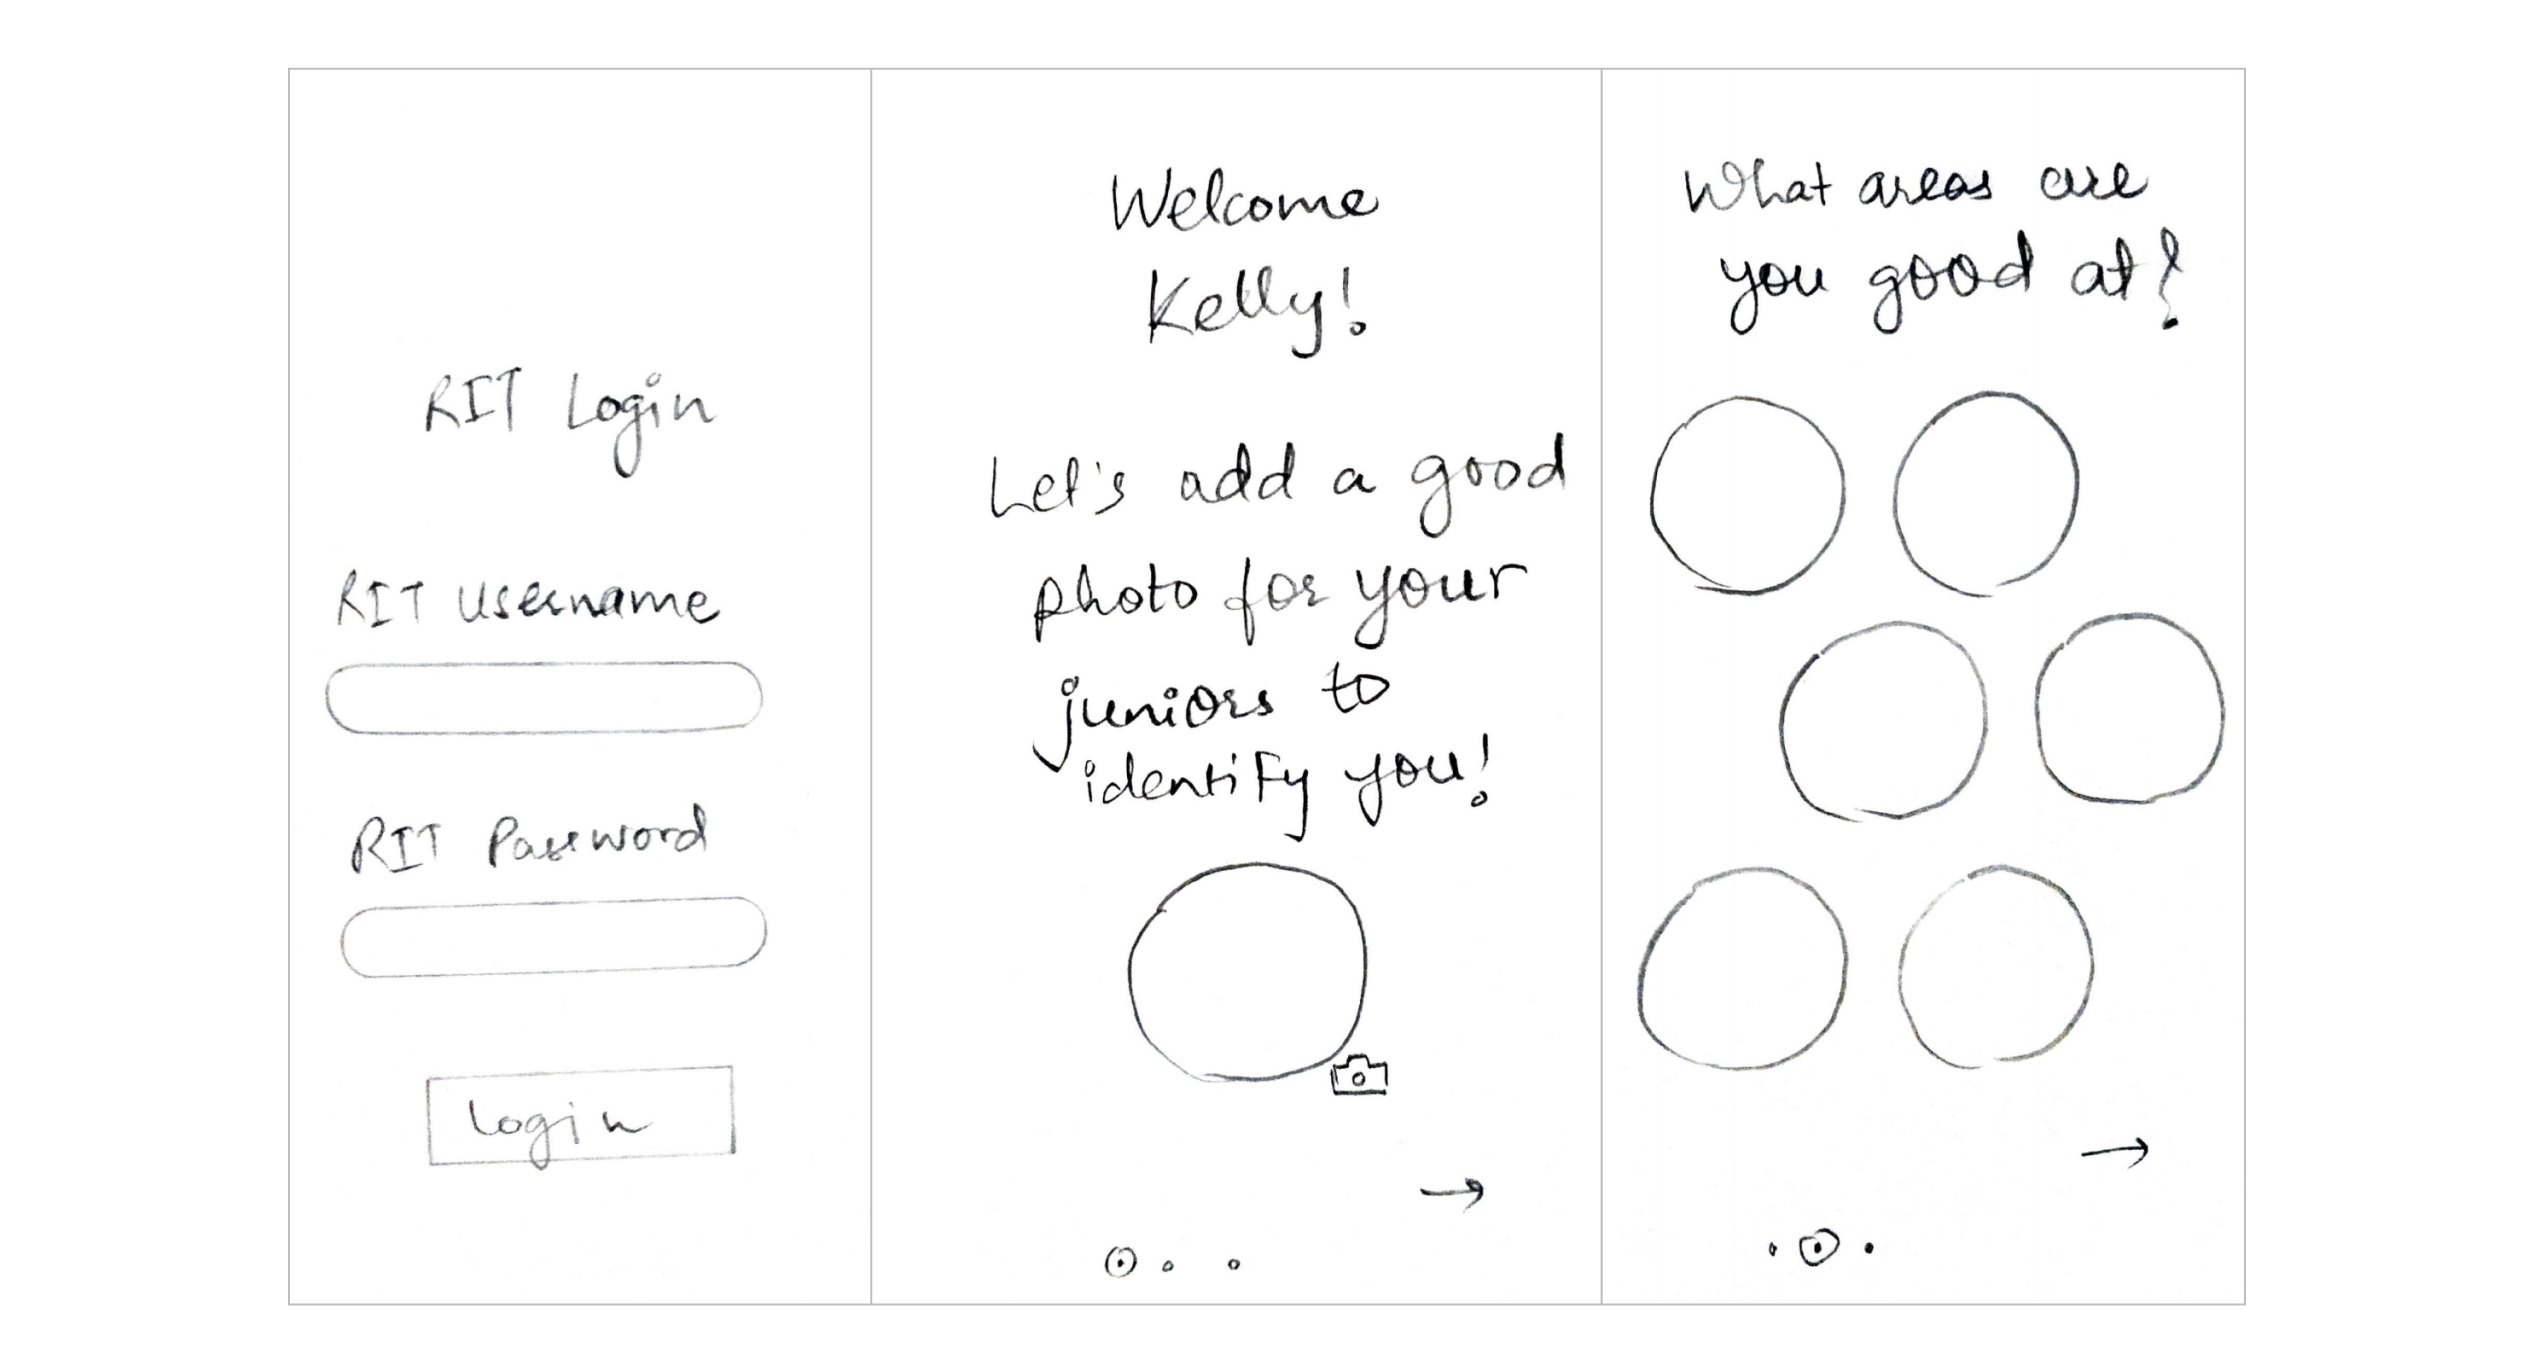 RIT Login
RIT Username
RIT Password
Login
Welcome
Kelly!
Let's add a good
photo for your
juniors to
identify you!
What areas are
you good at?